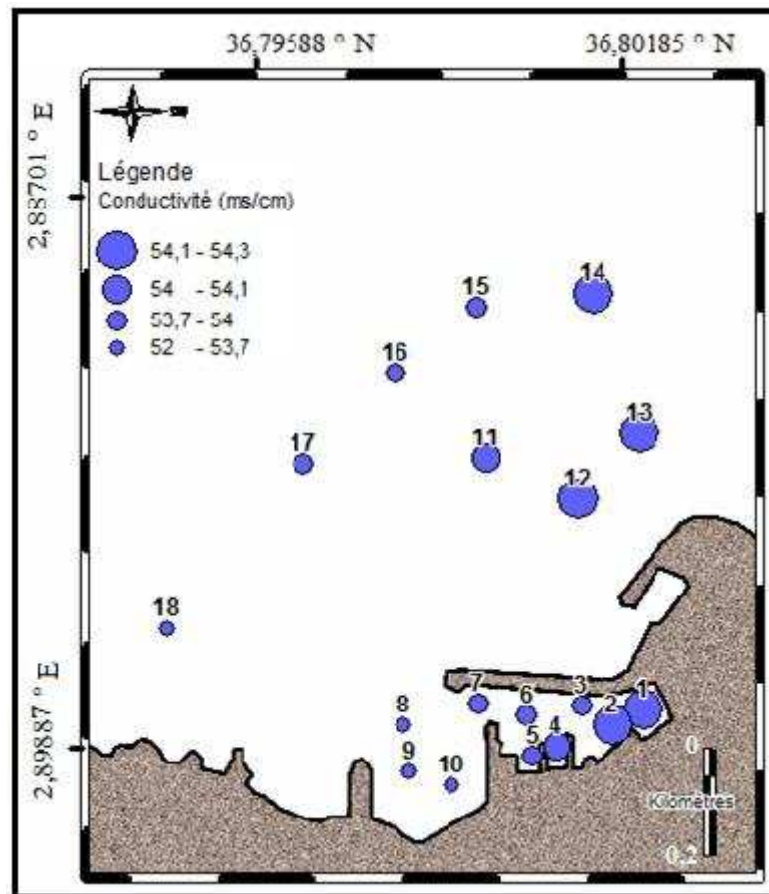 36,79588 ° N
36,80185 ° N
2,88701 ° E
2,89887 ° E
Légende
Conductivité (ms/cm)
54,1 - 54,3
54 - 54,1
53,7 - 54
52 - 53,7
15
14
16
13
17
11
12
18
7
3
1
8
6
2
5
4
9
10
0
Kilomètres
0,2